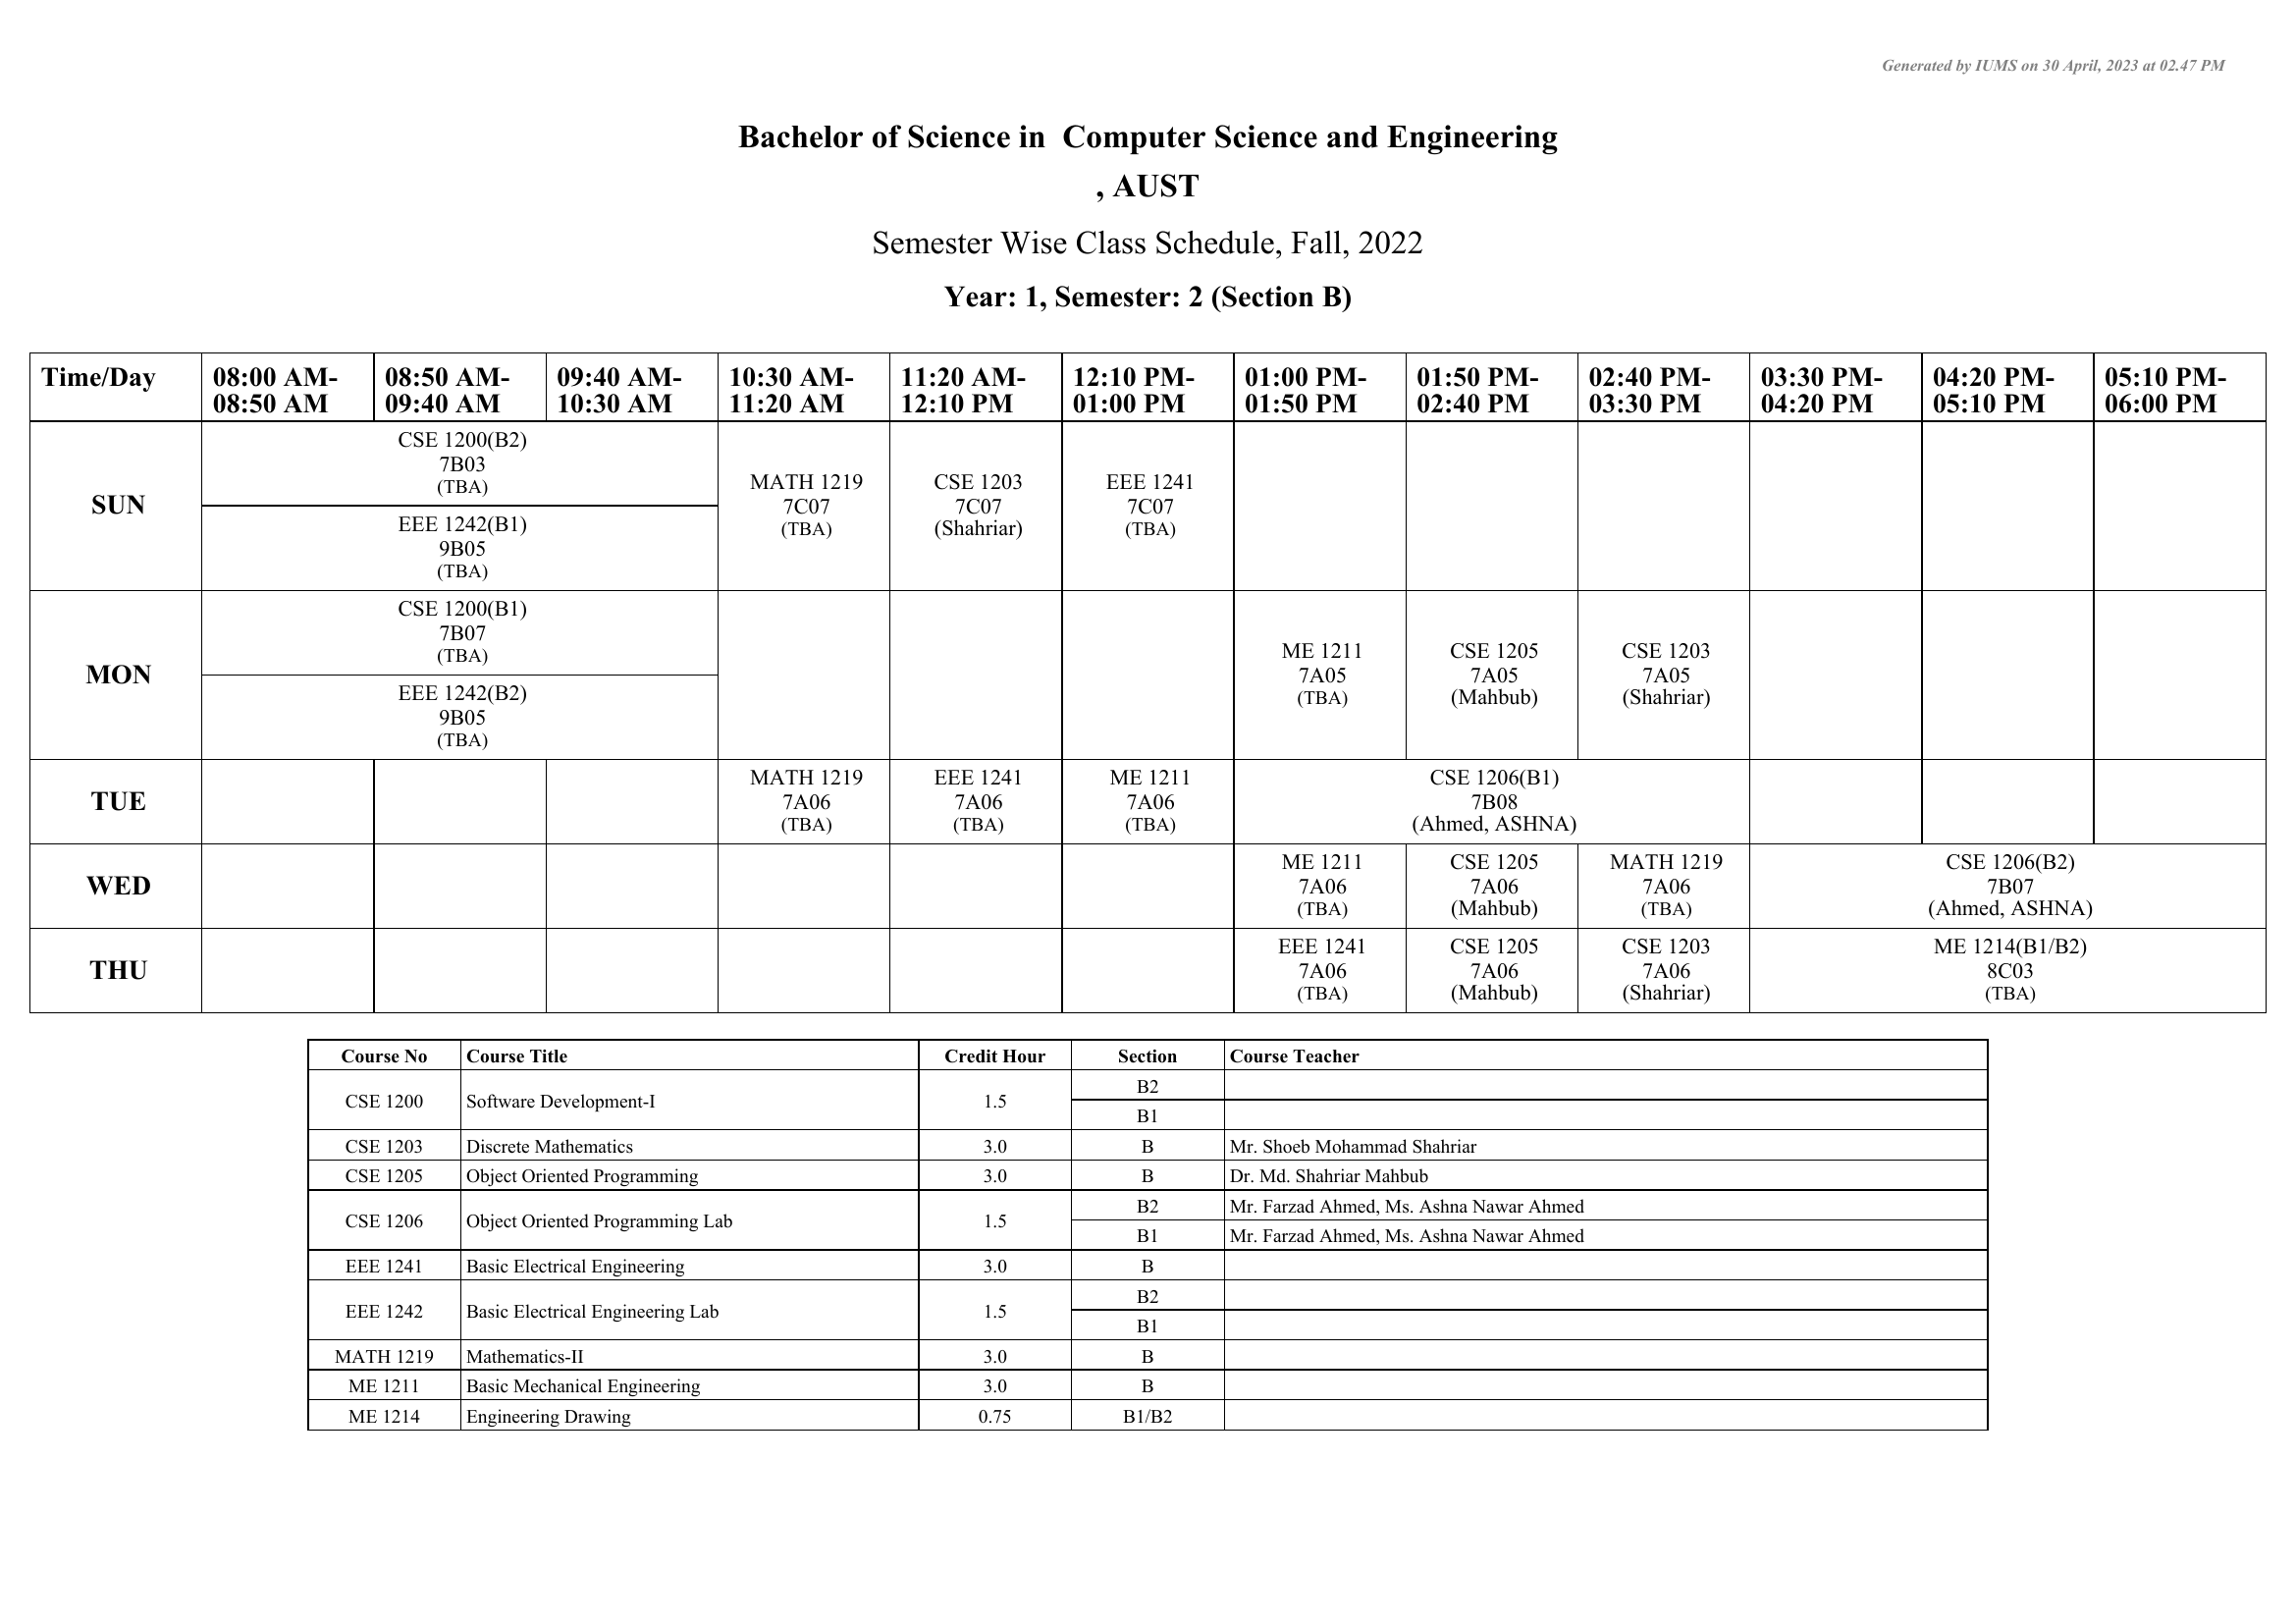 Generated by IUMS on 30 April, 2023 at 02.47 PM
Bachelor of Science in  Computer Science and Engineering
, AUST
Semester Wise Class Schedule, Fall, 2022
Year: 1, Semester: 2 (Section B)
Time/Day 08:00 AM- 08:50 AM- 09:40 AM- 10:30 AM- 11:20 AM- 12:10 PM- 01:00 PM- 01:50 PM- 02:40 PM- 03:30 PM- 04:20 PM- 05:10 PM-
08:50 AM 09:40 AM 10:30 AM 11:20 AM 12:10 PM 01:00 PM 01:50 PM 02:40 PM 03:30 PM 04:20 PM 05:10 PM 06:00 PM
SUN
CSE 1200(B2)
7B03
(TBA)
EEE 1242(B1)
9B05
(TBA)
MATH 1219
7C07
(TBA)
CSE 1203
7C07
(Shahriar)
EEE 1241
7C07
(TBA)
MON
CSE 1200(B1)
7B07
(TBA)
EEE 1242(B2)
9B05
(TBA)
ME 1211
7A05
(TBA)
CSE 1205
7A05
(Mahbub)
CSE 1203
7A05
(Shahriar)
TUE
MATH 1219
7A06
(TBA)
EEE 1241
7A06
(TBA)
ME 1211
7A06
(TBA)
CSE 1206(B1)
7B08
(Ahmed, ASHNA)
WED
ME 1211
7A06
(TBA)
CSE 1205
7A06
(Mahbub)
MATH 1219
7A06
(TBA)
CSE 1206(B2)
7B07
(Ahmed, ASHNA)
THU
EEE 1241
7A06
(TBA)
CSE 1205
7A06
(Mahbub)
CSE 1203
7A06
(Shahriar)
ME 1214(B1/B2)
8C03
(TBA)
Course No Course Title Credit Hour Section Course Teacher
CSE 1200 Software Development-I 1.5 B2
B1
CSE 1203 Discrete Mathematics 3.0 B Mr. Shoeb Mohammad Shahriar
CSE 1205 Object Oriented Programming 3.0 B Dr. Md. Shahriar Mahbub
CSE 1206 Object Oriented Programming Lab 1.5 B2 Mr. Farzad Ahmed, Ms. Ashna Nawar Ahmed
B1 Mr. Farzad Ahmed, Ms. Ashna Nawar Ahmed
EEE 1241 Basic Electrical Engineering 3.0 B
EEE 1242 Basic Electrical Engineering Lab 1.5 B2
B1
MATH 1219 Mathematics-II 3.0 B
ME 1211 Basic Mechanical Engineering 3.0 B
ME 1214 Engineering Drawing 0.75 B1/B2